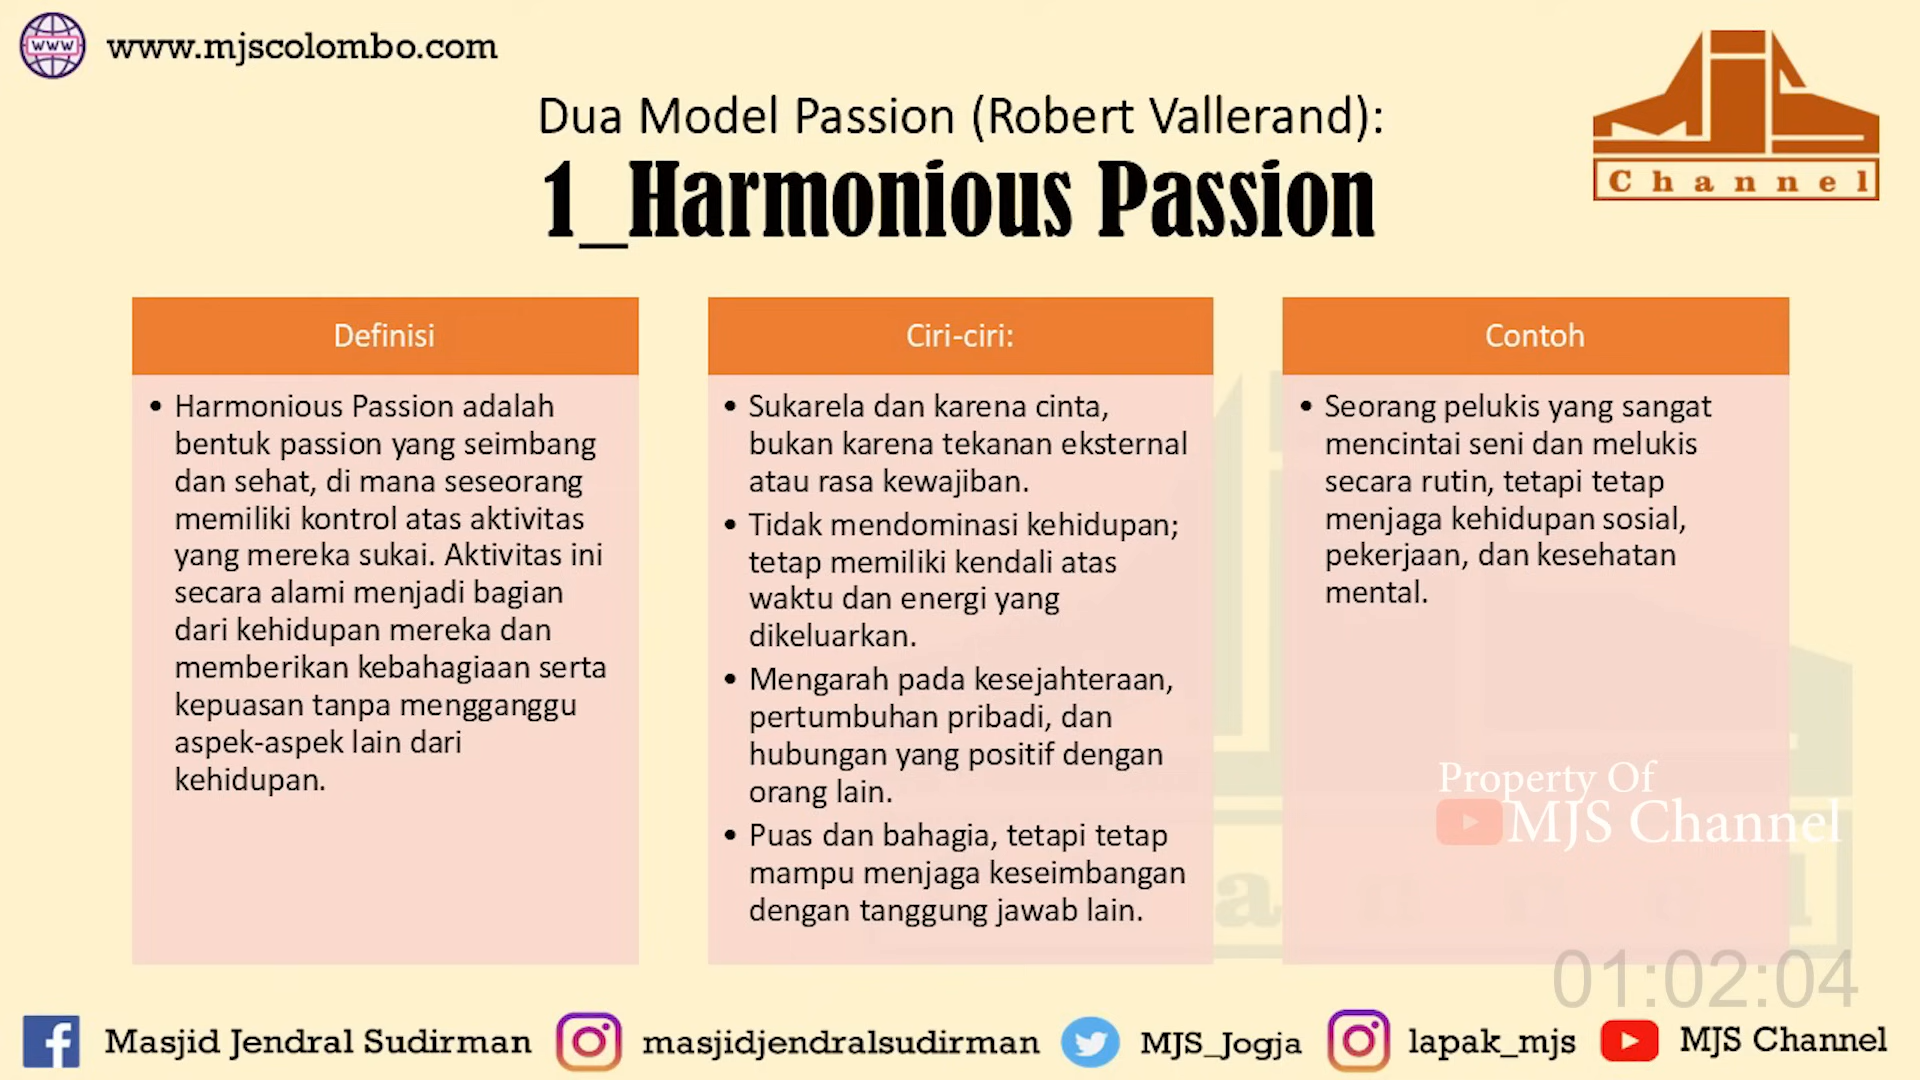 www.mjscolombo.com
Dua Model Passion (Robert Vallerand):
1_Harmonious Passion
Channel
Definisi
• Harmonious Passion adalah
bentuk passion yang seimbang
dan sehat, di mana seseorang
memiliki kontrol atas aktivitas
yang mereka sukai. Aktivitas ini
secara alami menjadi bagian
dari kehidupan mereka dan
memberikan kebahagiaan serta
kepuasan tanpa mengganggu
aspek-aspek lain dari
kehidupan.
Ciri-ciri:
• Sukarela dan karena cinta,
bukan karena tekanan eksternal
atau rasa kewajiban.
• Tidak mendominasi kehidupan;
tetap memiliki kendali atas
waktu dan energi yang
dikeluarkan.
• Mengarah pada kesejahteraan,
pertumbuhan pribadi, dan
hubungan yang positif dengan
orang lain.
• Puas dan bahagia, tetapi tetap
mampu menjaga keseimbangan
dengan tanggung jawab lain.
Contoh
• Seorang pelukis yang sangat
mencintai seni dan melukis
secara rutin, tetapi tetap
menjaga kehidupan sosial,
pekerjaan, dan kesehatan
mental.
Property Of
MJS Channel
01:02:04
Masjid Jendral Sudirman
masjidjendralsudirman
MJS_Jogja
lapak_mjs
MJS Channel